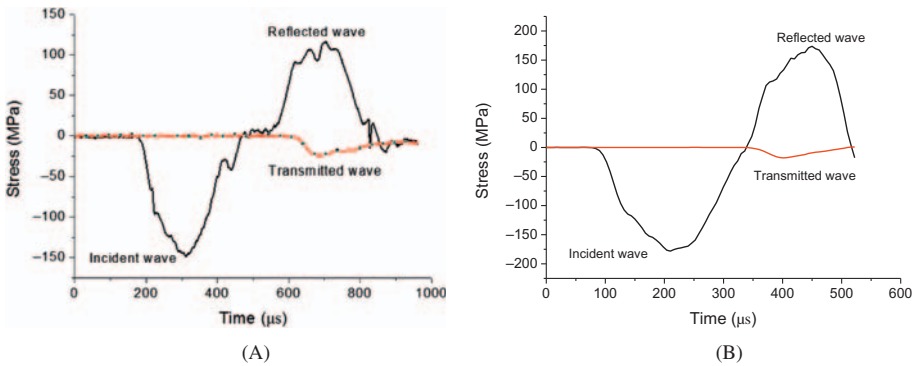 150
100
50
0
−50
−100
−150
0
200
400
600
800
1000
Stress (MPa)
Time (µs)
Reflected wave
Transmitted wave
Incident wave
(A)
225
200
150
100
50
0
−50
−100
−150
−200
0
100
200
300
400
500
600
Stress (MPa)
Time (µs)
Reflected wave
Transmitted wave
Incident wave
(B)